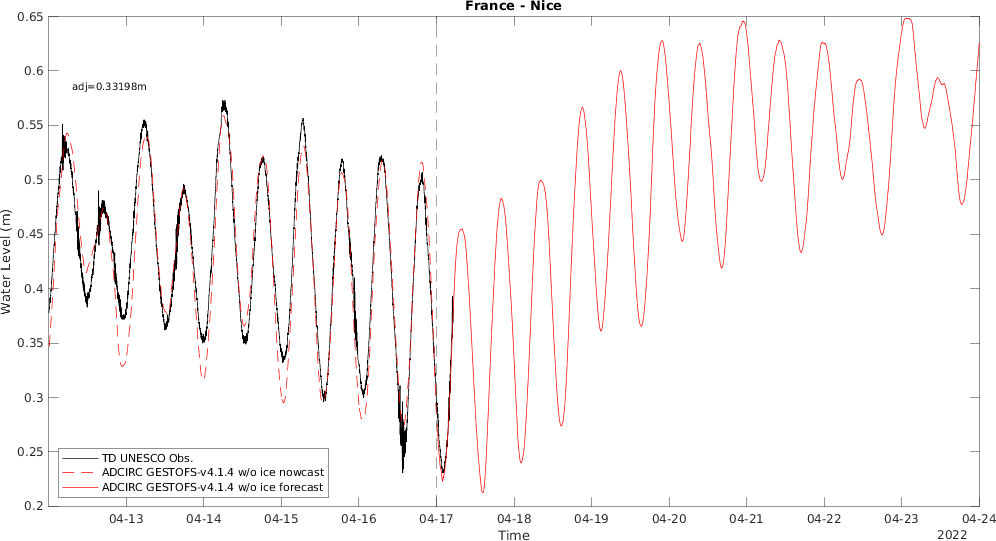 France - Nice
0.65
0.6
0.55
0.5
0.45
0.4
0.35
0.3
0.25
0.2
Water Level (m)
adj=0.33198m
TD UNESCO Obs.
ADCIRC GESTOFS-v4.1.4 w/o ice nowcast
ADCIRC GESTOFS-v4.1.4 w/o ice forecast
04-13 04-14 04-15 04-16 04-17 04-18 04-19 04-20 04-21 04-22 04-23 04-24
Time
2022